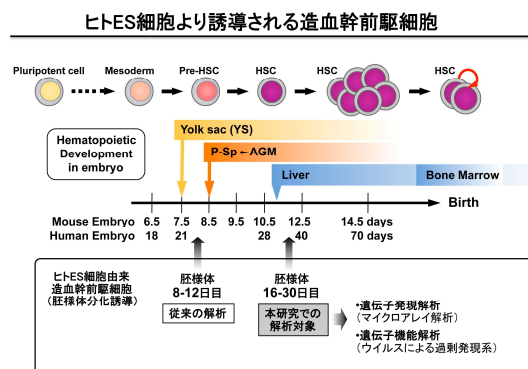 ヒトES細胞より誘導される造血幹前駆細胞
Pluripotent cell
Mesoderm
Pre-HSC
HSC
HSC
HSC
Hematopoietic
Development
in embryo
Yolk sac (YS)
P-Sp ←AGM
Liver
Bone Marrow
Birth
Mouse Embryo 6.5 7.5 8.5 9.5 10.5 12.5 14.5 days
Human Embryo 18 21 28 40 70 days
ヒトES細胞由来
造血幹前駆細胞
(胚様体分化誘導)
胚様体
8-12日目
従来の解析
胚様体
16-30日目
本研究での
解析対象
•遺伝子発現解析
(マイクロアレイ解析)
•遺伝子機能解析
(ウイルスによる過剰発現系)